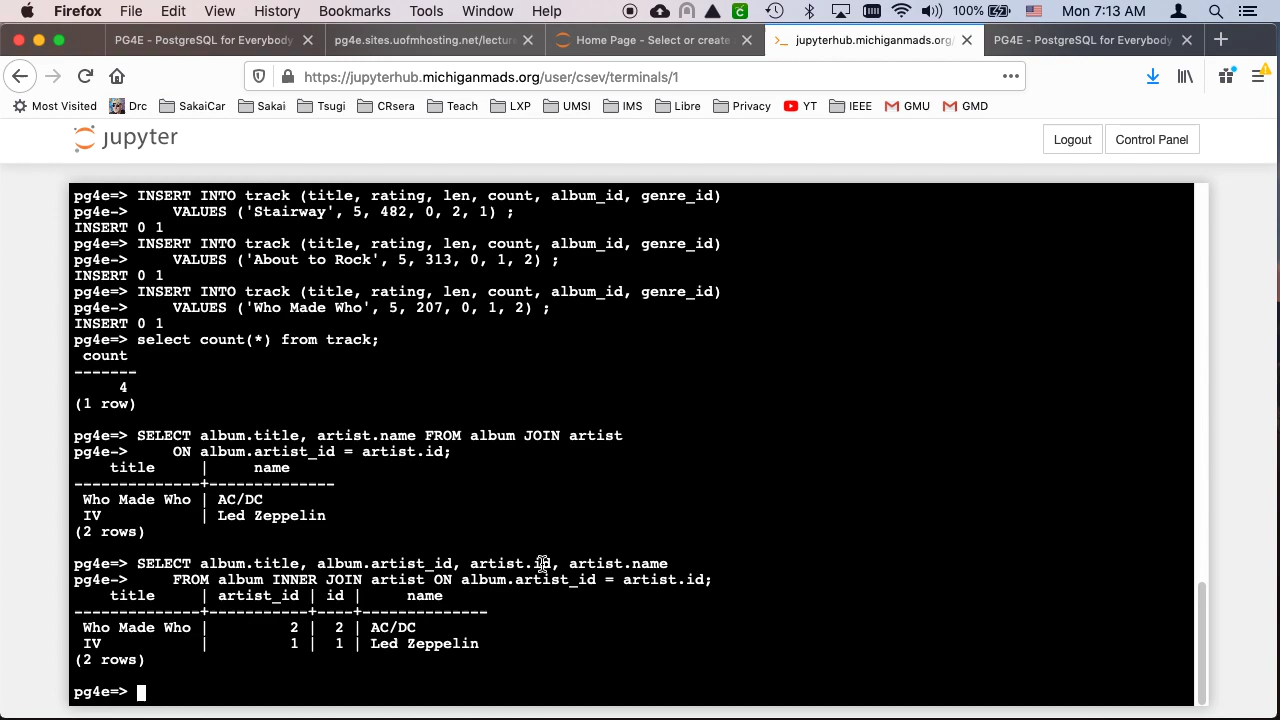 Firefox File Edit View History Bookmarks Tools Window Help 100% Mon 7:13 AM
PG4E - PostgreSQL for Everybody pg4e.sites.uofmhosting.net/lecture Home Page - Select or create jupyterhub.michiganmads.org/ PG4E - PostgreSQL for Everybody
https://jupyterhub.michiganmads.org/user/csev/terminals/1
Most Visited Drc SakaiCar Sakai Tsugi CRsera Teach LXP UMSI IMS Libre Privacy YT IEEE GMU GMD
jupyter Logout Control Panel
pg4e=> INSERT INTO track (title, rating, len, count, album_id, genre_id)
pg4e-> VALUES ('Stairway', 5, 482, 0, 2, 1) ;
INSERT 0 1
pg4e=> INSERT INTO track (title, rating, len, count, album_id, genre_id)
pg4e-> VALUES ('About to Rock', 5, 313, 0, 1, 2) ;
INSERT 0 1
pg4e=> INSERT INTO track (title, rating, len, count, album_id, genre_id)
pg4e-> VALUES ('Who Made Who', 5, 207, 0, 1, 2) ;
INSERT 0 1
pg4e=> select count(*) from track;
count
-------
4
(1 row)
pg4e=> SELECT album.title, artist.name FROM album JOIN artist
pg4e-> ON album.artist_id = artist.id;
title | name
--------------+--------------
Who Made Who | AC/DC
IV | Led Zeppelin
(2 rows)
pg4e=> SELECT album.title, album.artist_id, artist.id, artist.name
pg4e-> FROM album INNER JOIN artist ON album.artist_id = artist.id;
title | artist_id | id | name
--------------+-----------+----+--------------
Who Made Who | 2 | 2 | AC/DC
IV | 1 | 1 | Led Zeppelin
(2 rows)
pg4e=>